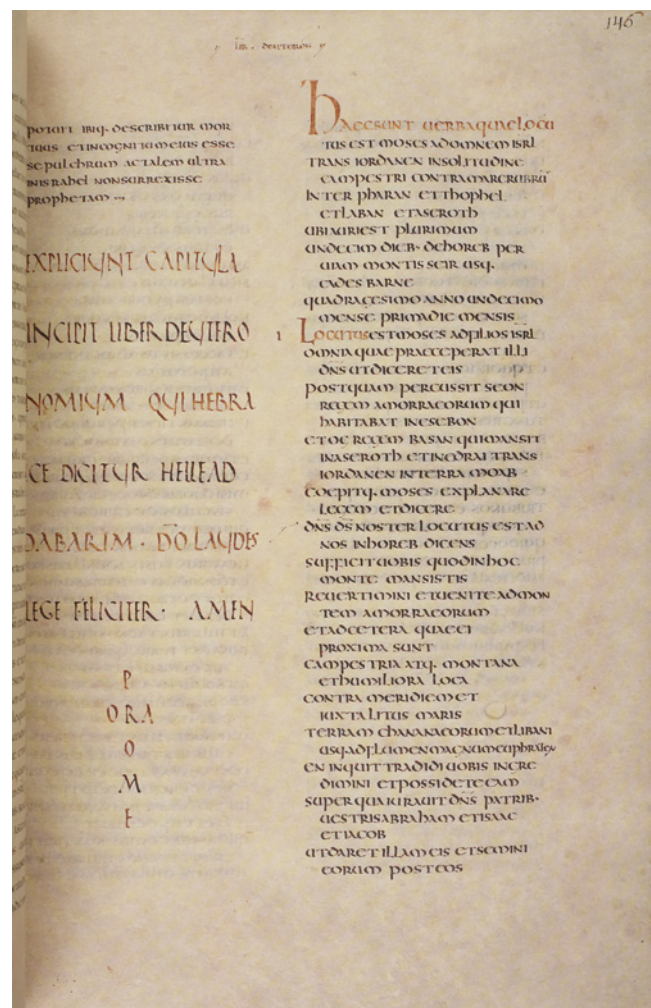 146
LIB · DEUTERON
POTARI IBIQ· DESCRIBITUR MOR
TUUS ET INCOGNITUM EIUS ESSE
SEPULCHRUM AC TALEM ULTRA
IN ISRAHEL NON SURREXISSE
PROPHETAM
EXPLICIUNT CAPITULA
INCIPIT LIBER DEUTERO
NOMIUM QUI HEBRA
ICE DICITUR HELLEAD
DABARIM · DŌ LAUDES
LEGE FELICITER · AMEN
P
ORA
O
M
E
HAEC SUNT UERBA QUAE LOCU
TUS EST MOSES AD OMNEM ISRL
TRANS IORDANEN IN SOLITUDINE
CAMPESTRI CONTRA MARE RUBRŪ
INTER PHARAN ET THOPHEL
ET LABAN ET ASEROTH
UBI AURI EST PLURIMUM
UNDECIM DIEB· DE HOREB PER
UIAM MONTIS SEIR USQ·
CADES BARNE
QUADRAGESIMO ANNO UNDECIMO
MENSE PRIMA DIE MENSIS
I LOCUTUS EST MOSES AD FILIOS ISRL
OMNIA QUAE PRAECEPERAT ILLI
DNS UT DICERET EIS
POSTQUAM PERCUSSIT SEON
REGEM AMORRAEORUM QUI
HABITABAT IN ESEBON
ET OG REGEM BASAN QUI MANSIT
IN ASEROTH ET IN EDRAI TRANS
IORDANEN IN TERRA MOAB
COEPITQ· MOSES EXPLANARE
LEGEM ET DICERE
DNS DS NOSTER LOCUTUS EST AD
NOS IN HOREB DICENS
SUFFICIT UOBIS QUOD IN HOC
MONTE MANSISTIS
REUERTIMINI ET UENITE AD MON
TEM AMORRAEORUM
ET AD CETERA QUAE EI
PROXIMA SUNT
CAMPESTRIA ATQ· MONTANA
ET HUMILIORA LOCA
CONTRA MERIDIEM ET
IUXTA LITUS MARIS
TERRAM CHANANAEORUM ET LIBANI
USQ· AD FLUMEN MAGNUM EUPHRATEN
EN INQUIT TRADIDI UOBIS INGRE
DIMINI ET POSSIDETE EAM
SUPER QUA IURAUIT DNS PATRIB·
UESTRIS ABRAHAM ET ISAAC
ET IACOB
UT DARET ILLAM EIS ET SEMINI
EORUM POST EOS